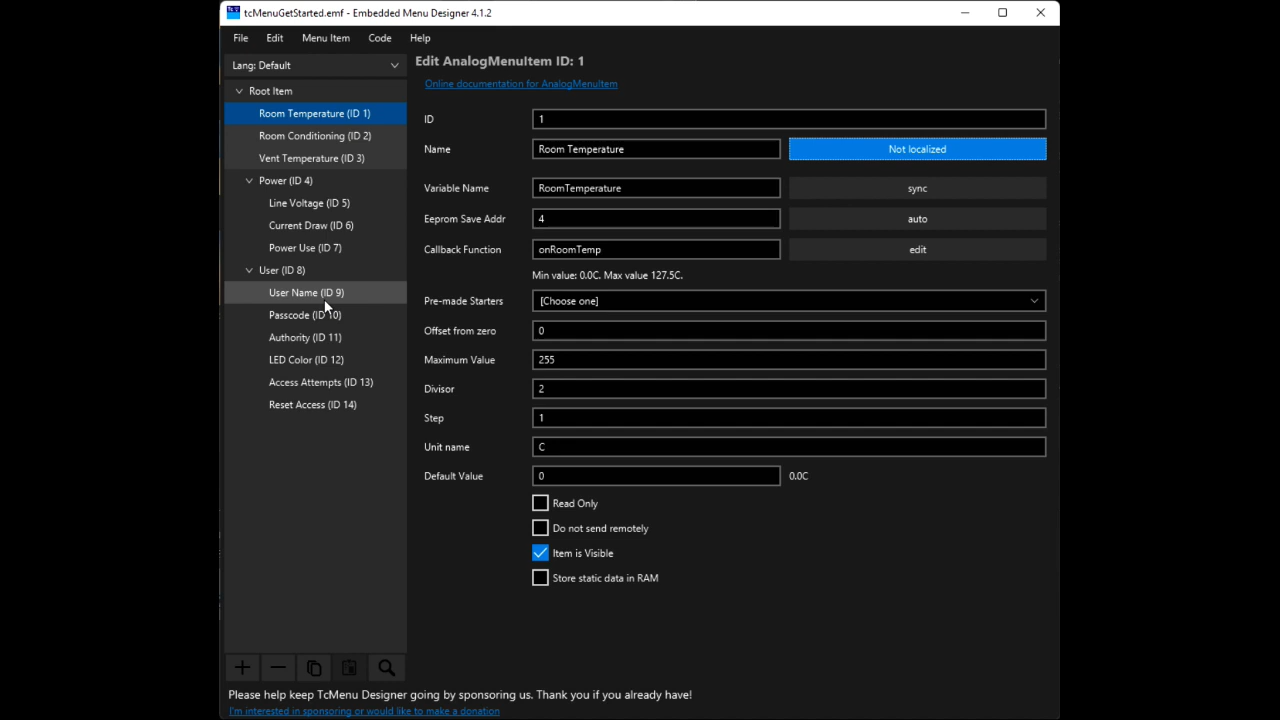 tcMenuGetStarted.emf - Embedded Menu Designer 4.1.2
File Edit Menu Item Code Help
Lang: Default
Root Item
Room Temperature (ID 1)
Room Conditioning (ID 2)
Vent Temperature (ID 3)
Power (ID 4)
Line Voltage (ID 5)
Current Draw (ID 6)
Power Use (ID 7)
User (ID 8)
User Name (ID 9)
Passcode (ID 10)
Authority (ID 11)
LED Color (ID 12)
Access Attempts (ID 13)
Reset Access (ID 14)
Edit AnalogMenuItem ID: 1
Online documentation for AnalogMenuItem
ID 1
Name Room Temperature Not localized
Variable Name RoomTemperature sync
Eeprom Save Addr 4 auto
Callback Function onRoomTemp edit
Min value: 0.0C. Max value 127.5C.
Pre-made Starters [Choose one]
Offset from zero 0
Maximum Value 255
Divisor 2
Step 1
Unit name C
Default Value 0 0.0C
Read Only
Do not send remotely
Item is Visible
Store static data in RAM
Please help keep TcMenu Designer going by sponsoring us. Thank you if you already have!
I'm interested in sponsoring or would like to make a donation